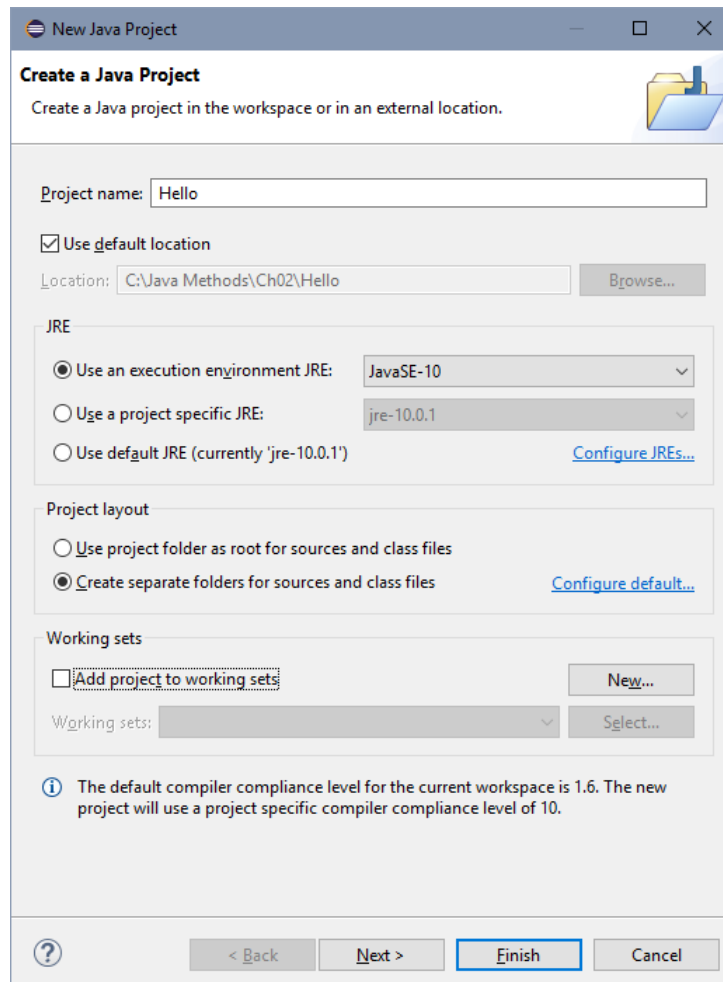 New Java Project
Create a Java Project
Create a Java project in the workspace or in an external location.
Project name: Hello
Use default location
Location: C:\Java Methods\Ch02\Hello Browse...
JRE
Use an execution environment JRE: JavaSE-10
Use a project specific JRE: jre-10.0.1
Use default JRE (currently 'jre-10.0.1') Configure JREs...
Project layout
Use project folder as root for sources and class files
Create separate folders for sources and class files Configure default...
Working sets
Add project to working sets New...
Working sets: Select...
The default compiler compliance level for the current workspace is 1.6. The new
project will use a project specific compiler compliance level of 10.
? < Back Next > Finish Cancel